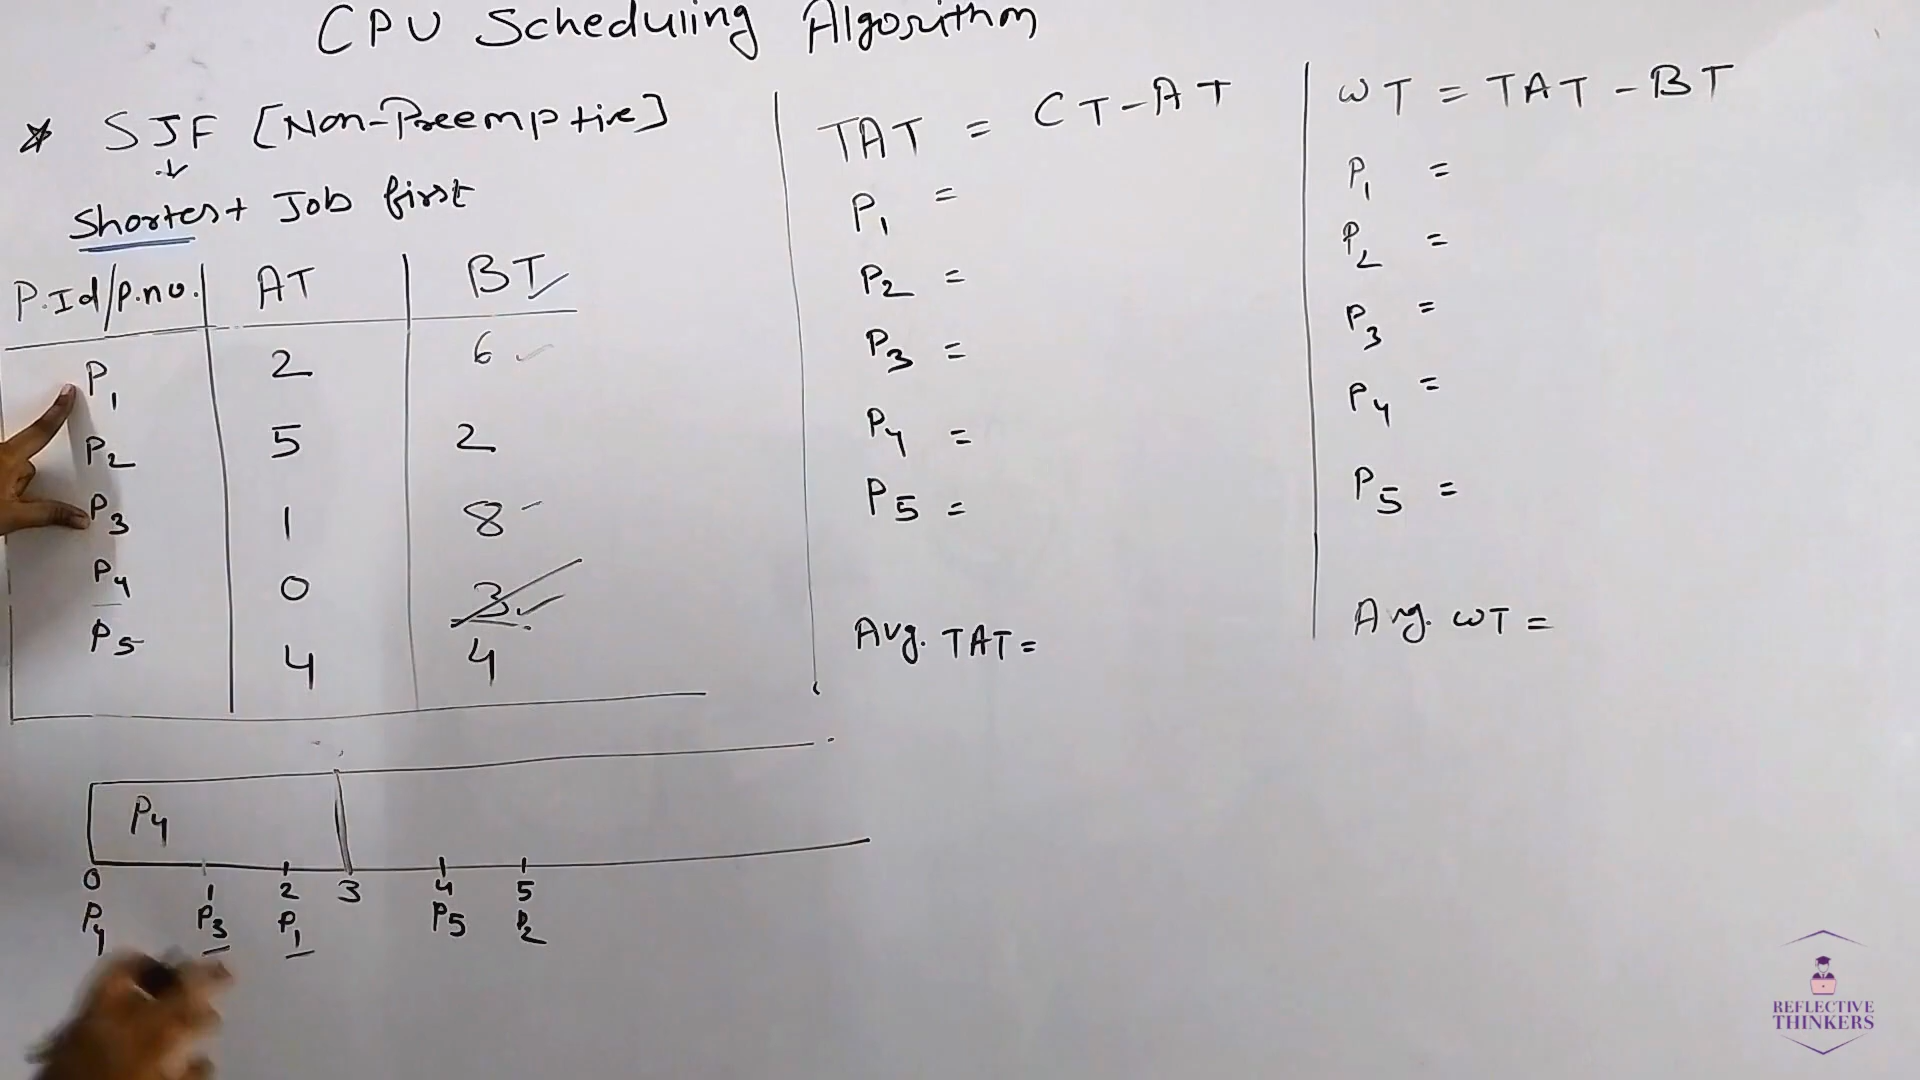 CPU Scheduling Algorithm
* SJF [Non-Preemptive]
↓
Shortest Job first
P.Id/p.no. AT BT
P1 2 6
P2 5 2
P3 1 8
P4 0 3
P5 4 4
P4
0 1 2 3 4 5
P4 P3 P1 P5 P2
TAT = CT-AT
P1 =
P2 =
P3 =
P4 =
P5 =
Avg. TAT =
WT = TAT - BT
P1 =
P2 =
P3 =
P4 =
P5 =
Avg. WT =
REFLECTIVE
THINKERS